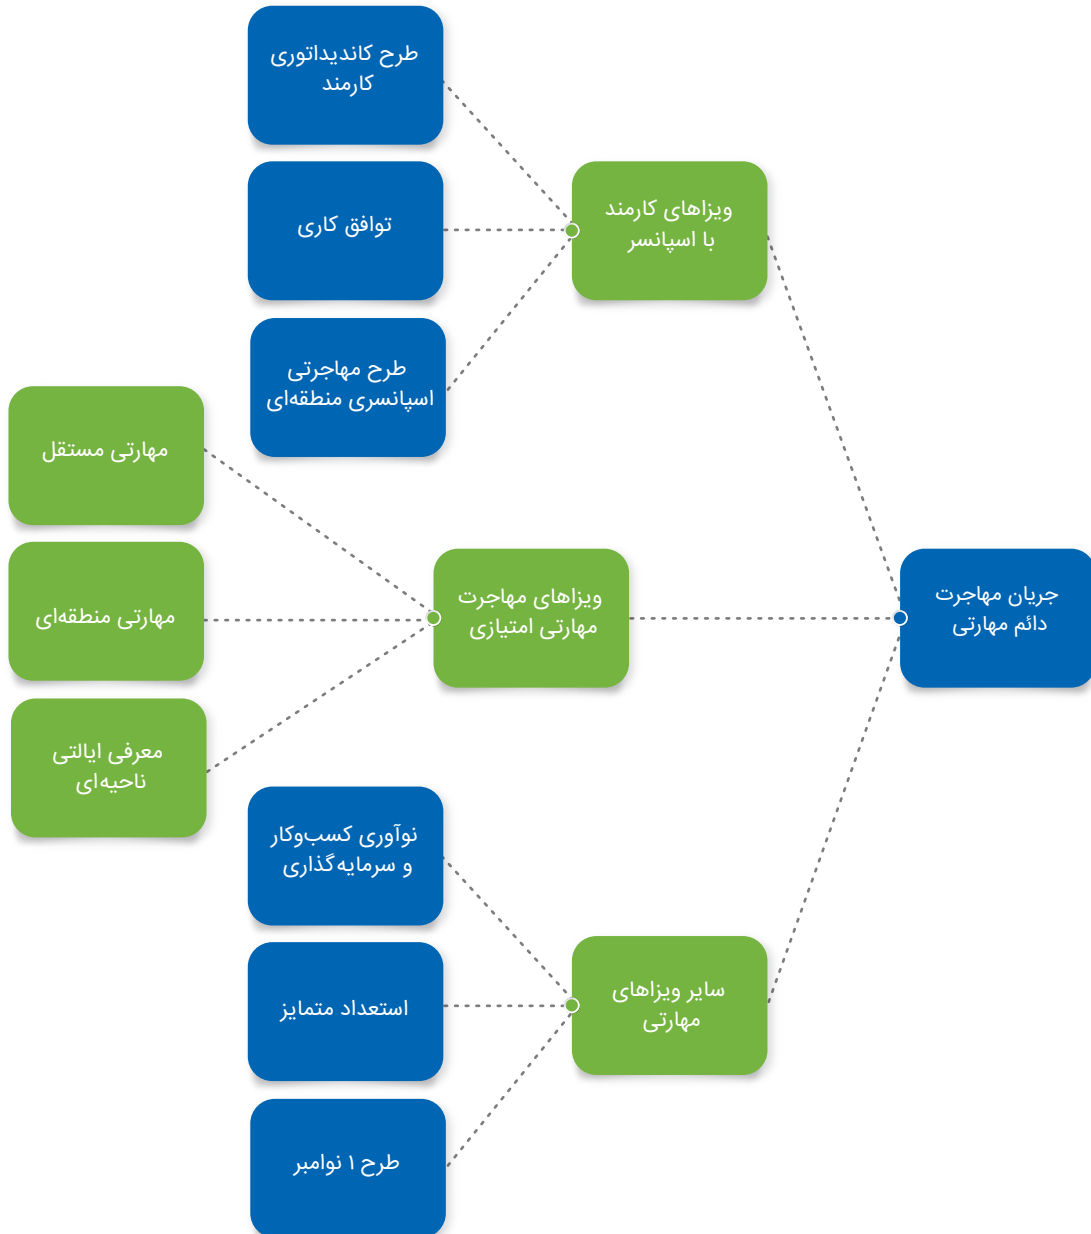 جریان مهاجرت
دائم مهارتی
ویزاهای کارمند
با اسپانسر
طرح کاندیداتوری
کارمند
توافق کاری
طرح مهاجرتی
اسپانسری منطقه‌ای
ویزاهای مهاجرت
مهارتی امتیازی
مهارتی مستقل
مهارتی منطقه‌ای
معرفی ایالتی
ناحیه‌ای
سایر ویزاهای
مهارتی
نوآوری کسب‌وکار
و سرمایه‌گذاری
استعداد متمایز
طرح ۱ نوامبر